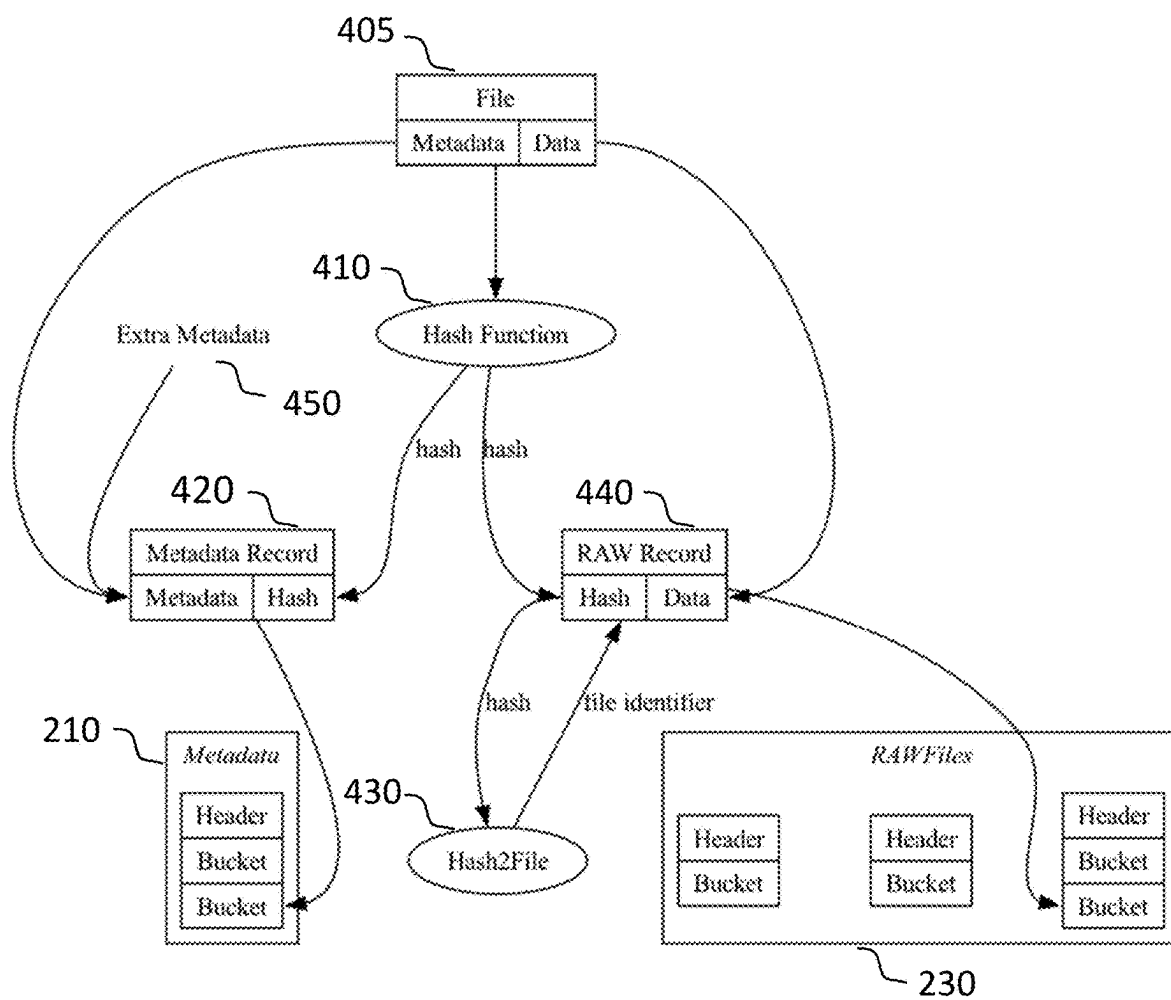 405
File
Metadata Data
410
Hash Function
Extra Metadata
450
hash hash
420
440
Metadata Record
RAW Record
Metadata Hash
Hash Data
hash
file identifier
210
Metadata
RAWFiles
Header
Bucket
Bucket
430
Hash2File
Header
Bucket
Header
Bucket
Header
Bucket
Bucket
230